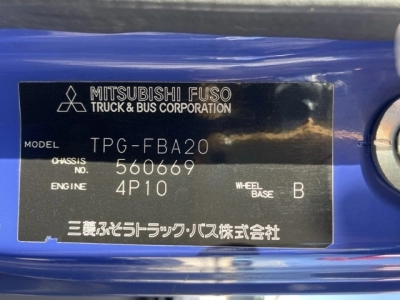 MITSUBISHI FUSO
TRUCK & BUS CORPORATION
MODEL TPG-FBA20
CHASSIS NO. 560669
ENGINE 4P10 WHEEL BASE B
三菱ふそうトラック・バス株式会社